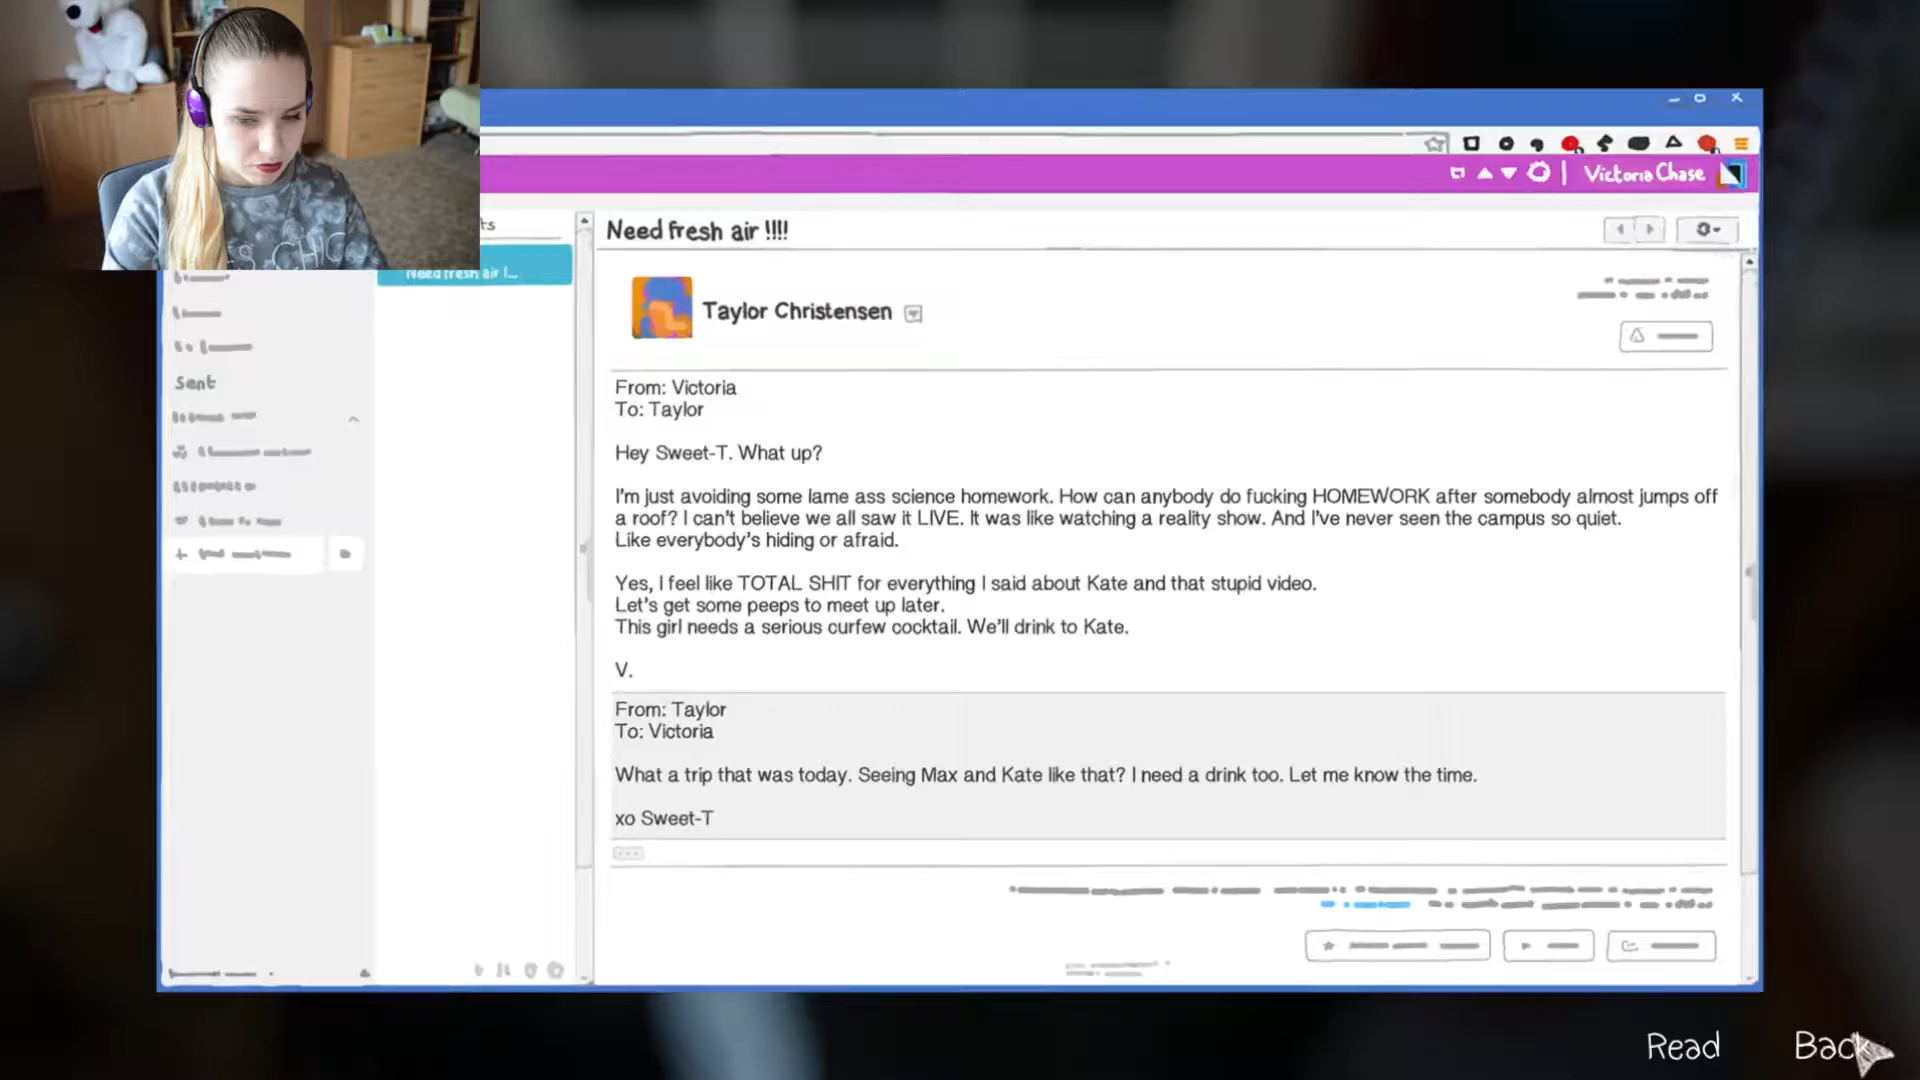 Victoria Chase
ts
Need fresh air !!!!
Need fresh air !...
Taylor Christensen
Sent
From: Victoria
To: Taylor
Hey Sweet-T. What up?
I'm just avoiding some lame ass science homework. How can anybody do fucking HOMEWORK after somebody almost jumps off
a roof? I can't believe we all saw it LIVE. It was like watching a reality show. And I've never seen the campus so quiet.
Like everybody's hiding or afraid.
Yes, I feel like TOTAL SHIT for everything I said about Kate and that stupid video.
Let's get some peeps to meet up later.
This girl needs a serious curfew cocktail. We'll drink to Kate.
V.
From: Taylor
To: Victoria
What a trip that was today. Seeing Max and Kate like that? I need a drink too. Let me know the time.
xo Sweet-T
Read
Back